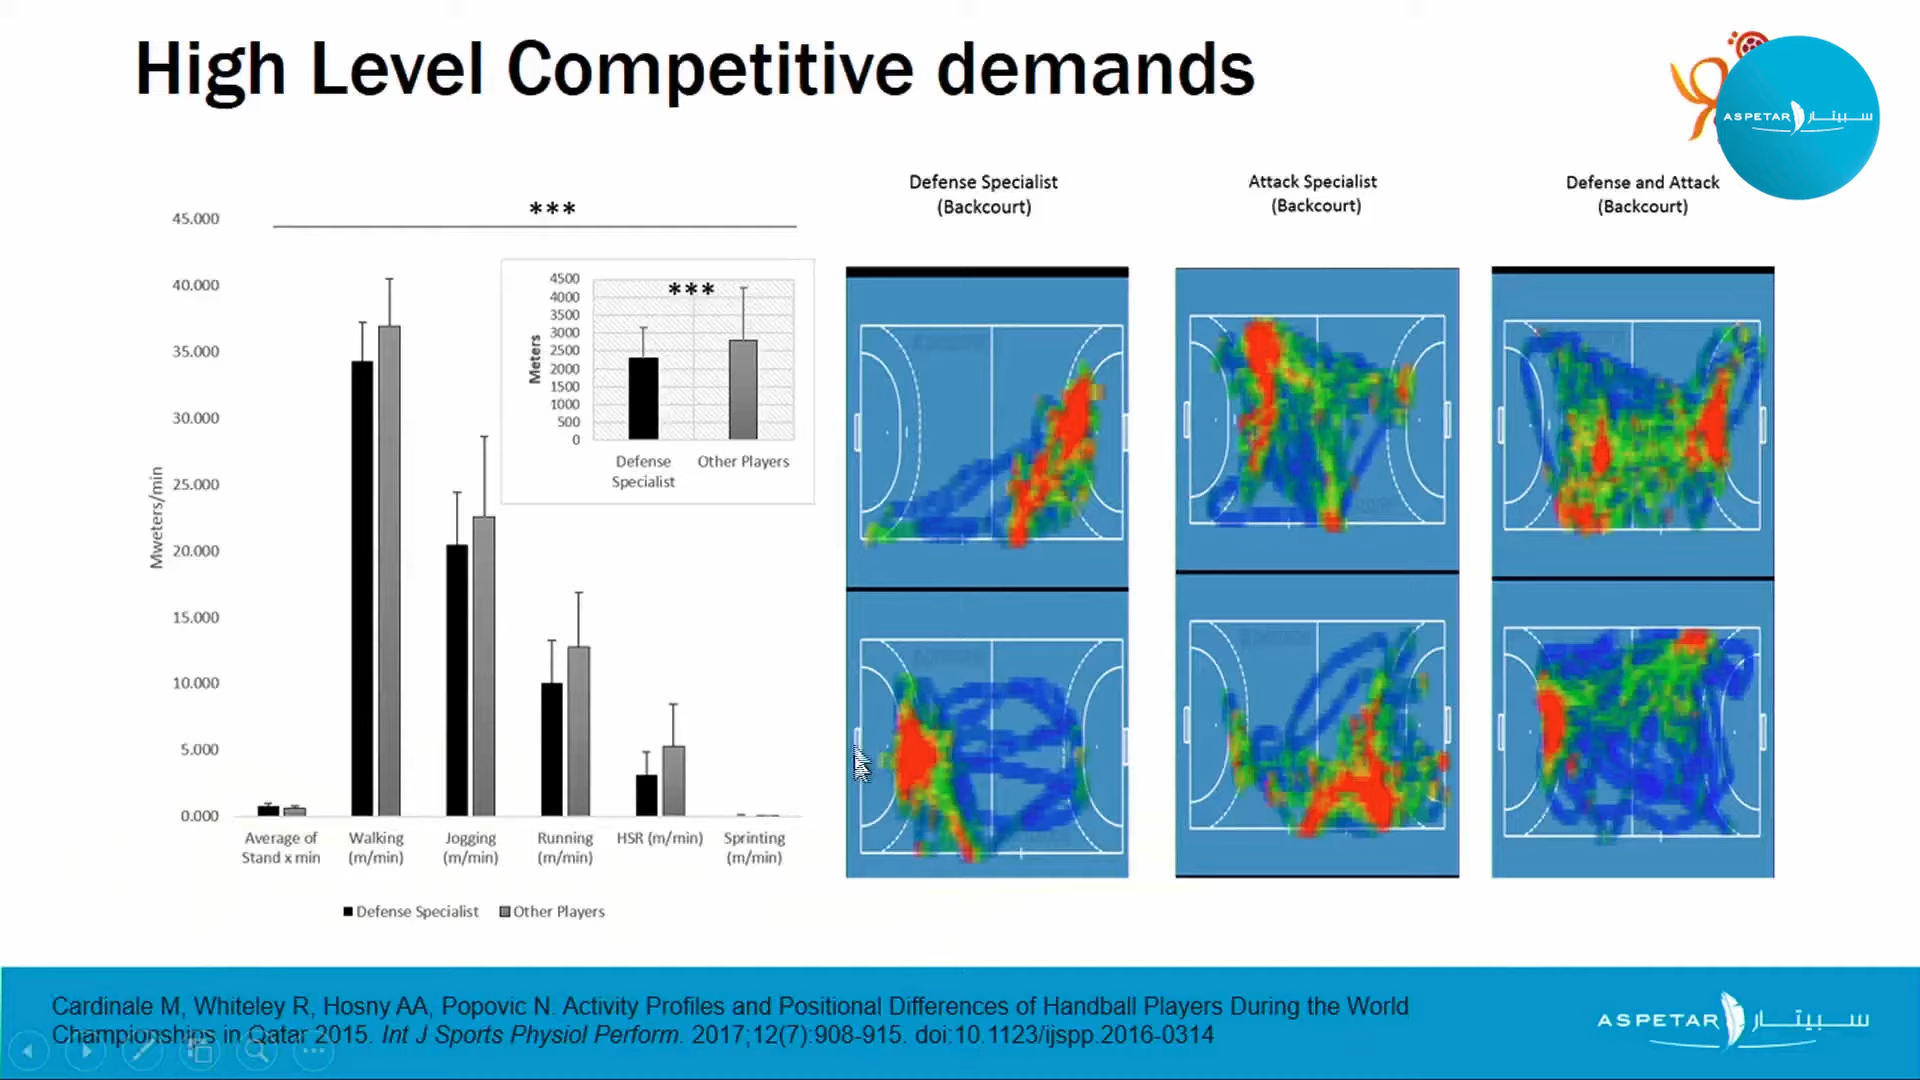 High Level Competitive demands
ASPETAR سبيتار
***
45.000
40.000
35.000
30.000
25.000
20.000
15.000
10.000
5.000
0.000
Mweters/min
Average of
Stand x min
Walking
(m/min)
Jogging
(m/min)
Running
(m/min)
HSR (m/min)
Sprinting
(m/min)
Defense Specialist
Other Players
***
4500
4000
3500
3000
2500
2000
1500
1000
500
0
Meters
Defense
Specialist
Other Players
Defense Specialist
(Backcourt)
Attack Specialist
(Backcourt)
Defense and Attack
(Backcourt)
Cardinale M, Whiteley R, Hosny AA, Popovic N. Activity Profiles and Positional Differences of Handball Players During the World
Championships in Qatar 2015. Int J Sports Physiol Perform. 2017;12(7):908-915. doi:10.1123/ijspp.2016-0314
ASPETAR سبيتار